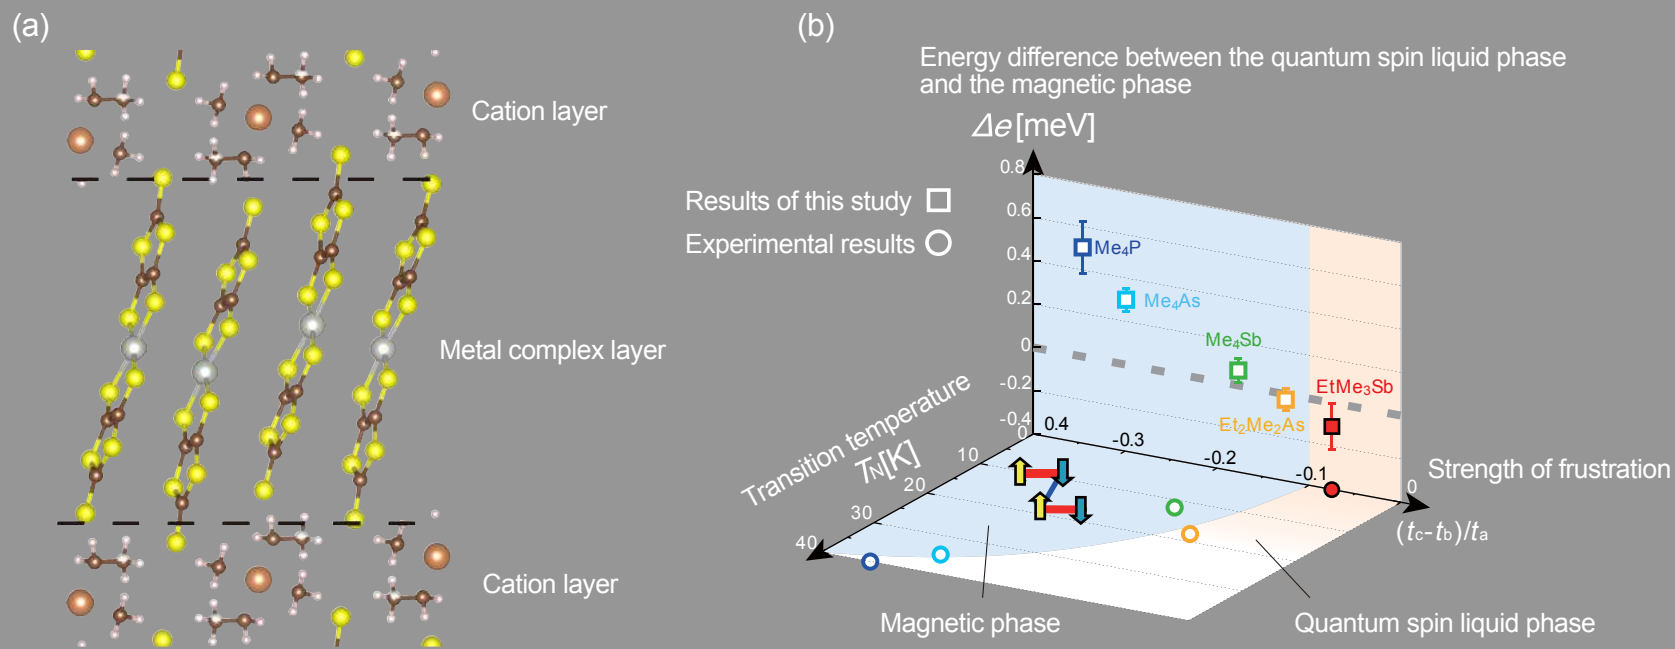 (a)
Cation layer
Metal complex layer
Cation layer
(b)
Energy difference between the quantum spin liquid phase
and the magnetic phase
Δe [meV]
Results of this study
Experimental results
0.8
0.6
0.4
0.2
0
-0.2
-0.4
Me₄P
Me₄As
Me₄Sb
Et₂Me₂As
EtMe₃Sb
0.4
-0.3
-0.2
-0.1
0
Strength of frustration
(tc-tb)/ta
Transition temperature
TN[K]
0
10
20
30
40
Magnetic phase
Quantum spin liquid phase